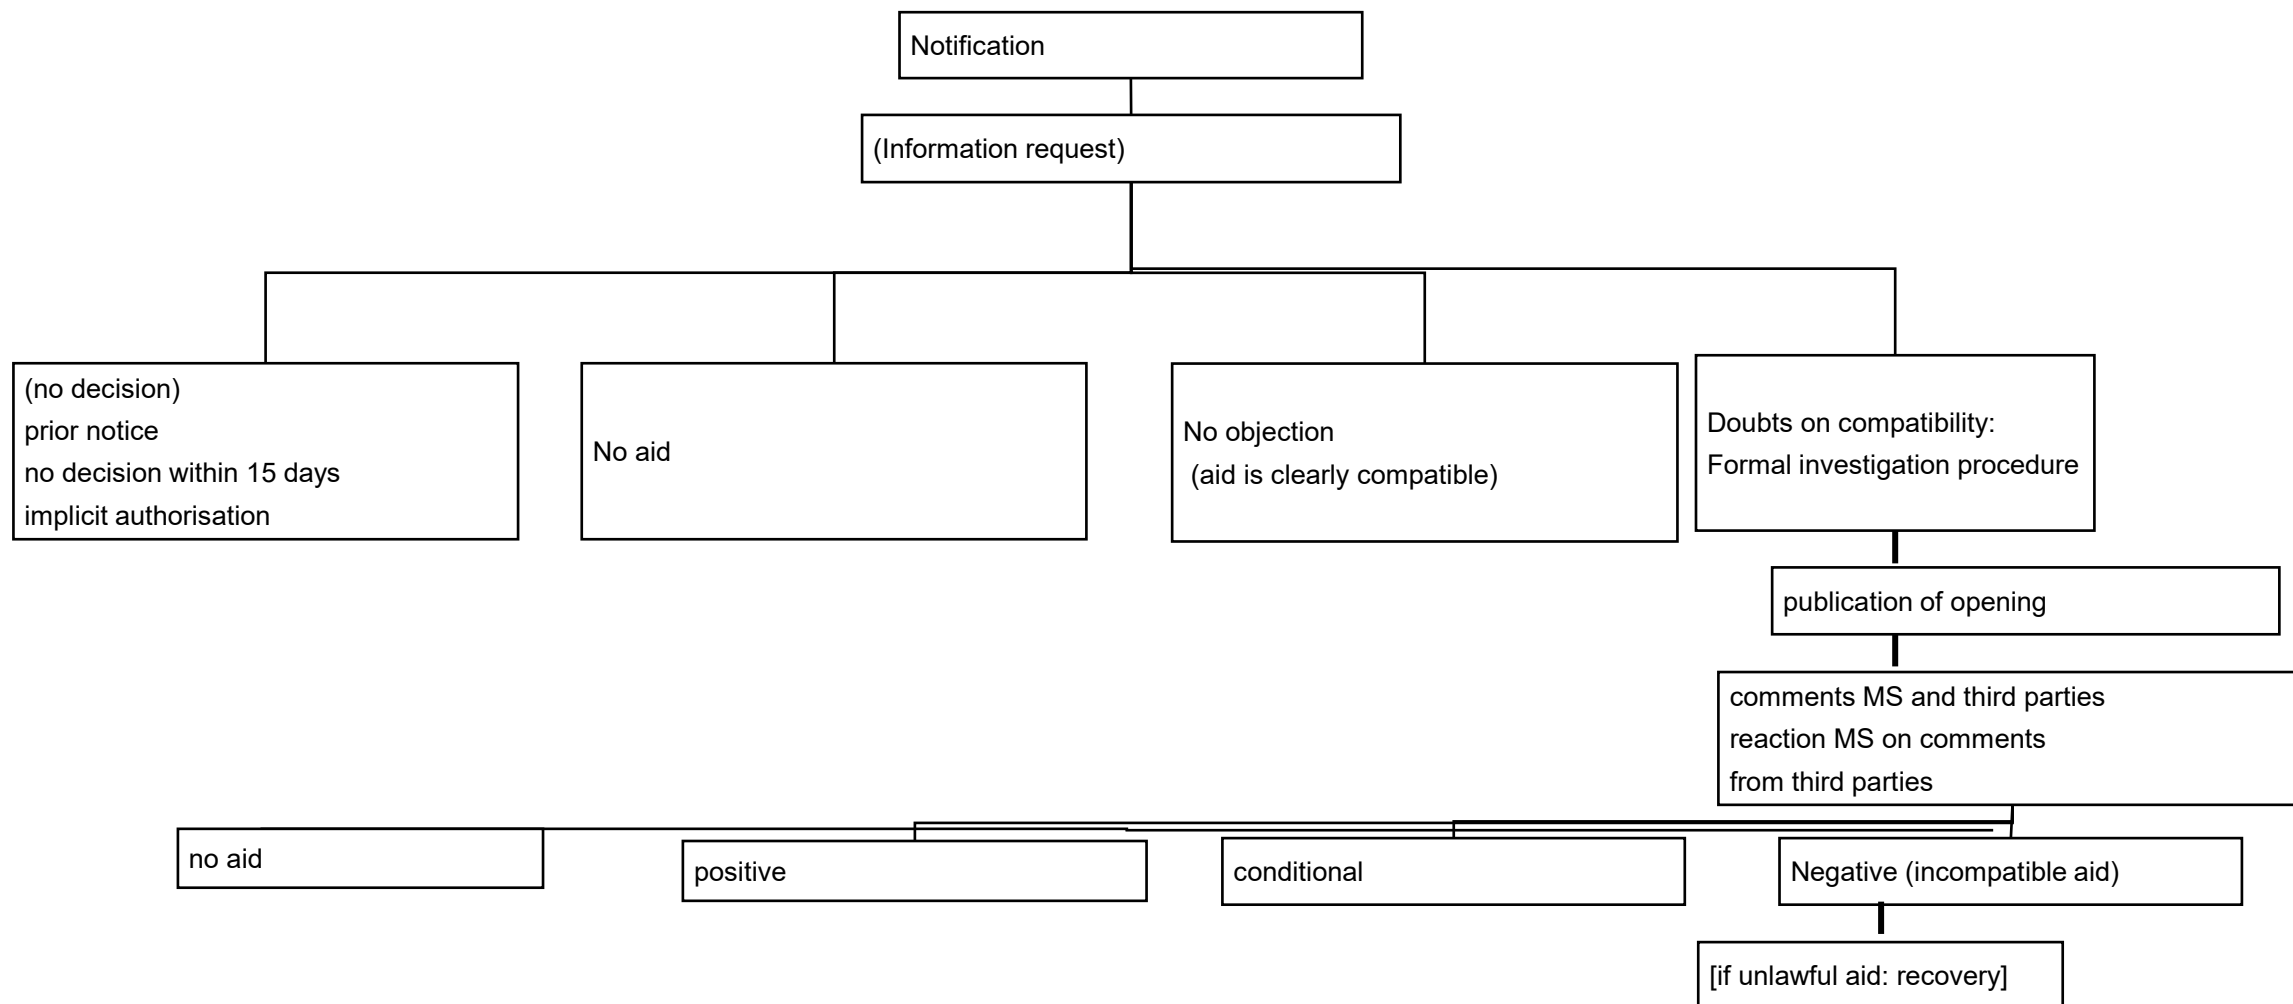 Notification
(Information request)
(no decision)
prior notice
no decision within 15 days
implicit authorisation
No aid
No objection
(aid is clearly compatible)
Doubts on compatibility:
Formal investigation procedure
publication of opening
comments MS and third parties
reaction MS on comments
from third parties
no aid
positive
conditional
Negative (incompatible aid)
[if unlawful aid: recovery]